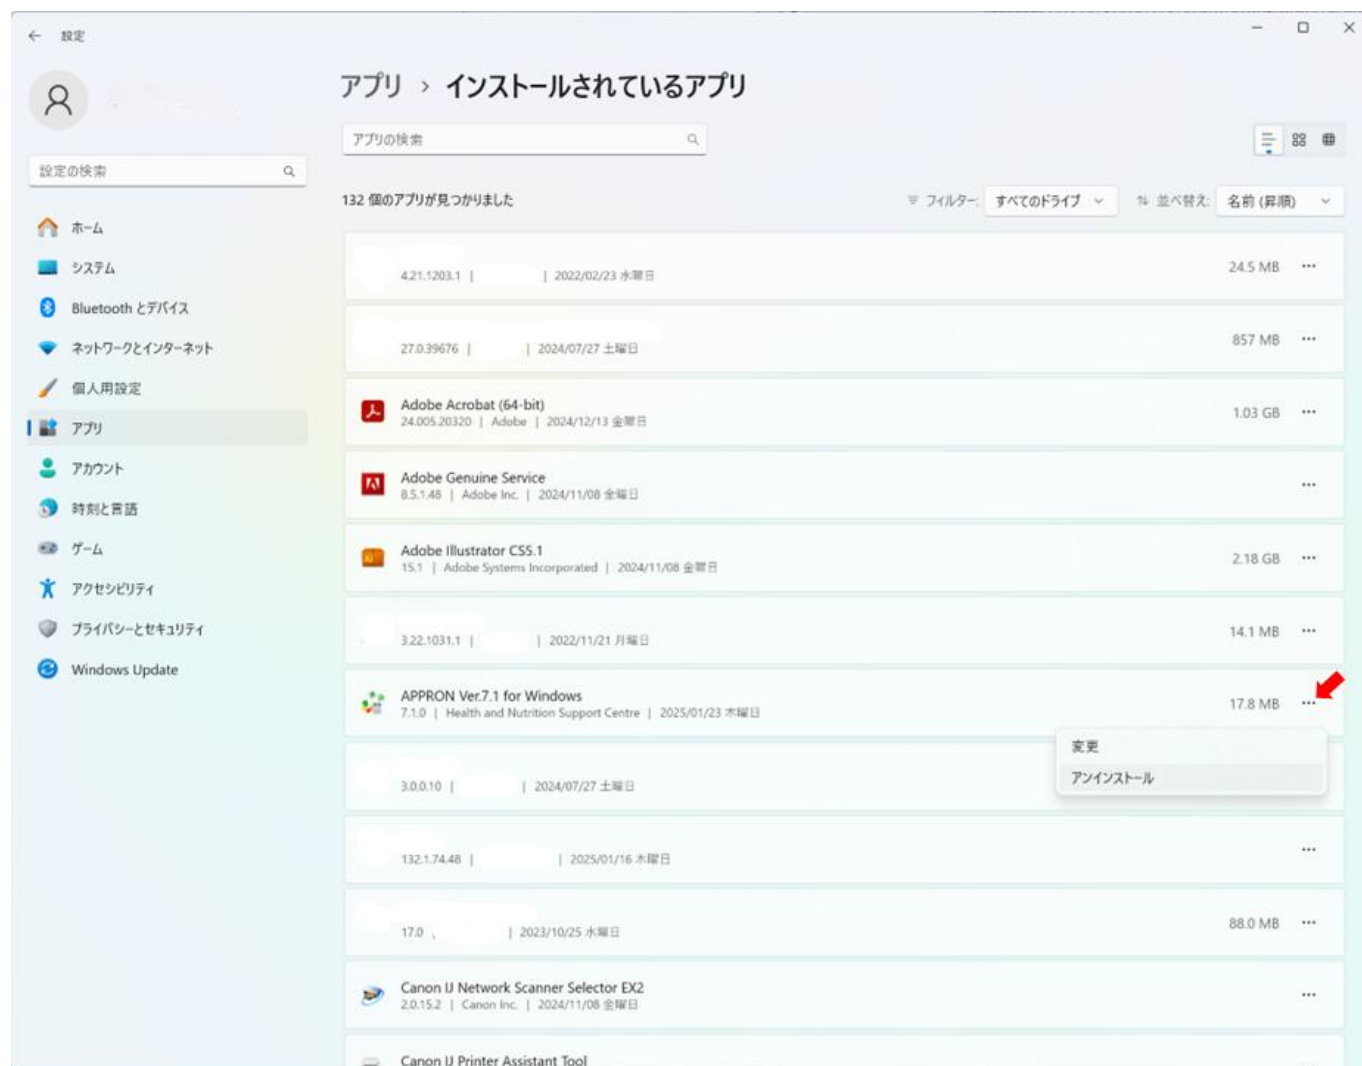 設定
アプリ › インストールされているアプリ
アプリの検索
設定の検索
132 個のアプリが見つかりました
フィルター: すべてのドライブ
並べ替え: 名前 (昇順)
ホーム
システム
Bluetooth とデバイス
ネットワークとインターネット
個人用設定
アプリ
アカウント
時刻と言語
ゲーム
アクセシビリティ
プライバシーとセキュリティ
Windows Update
4.21.1203.1 | | 2022/02/23 水曜日
24.5 MB
27.0.39676 | | 2024/07/27 土曜日
857 MB
Adobe Acrobat (64-bit)
24.005.20320 | Adobe | 2024/12/13 金曜日
1.03 GB
Adobe Genuine Service
8.5.1.48 | Adobe Inc. | 2024/11/08 金曜日
Adobe Illustrator CS5.1
15.1 | Adobe Systems Incorporated | 2024/11/08 金曜日
2.18 GB
3.22.1031.1 | | 2022/11/21 月曜日
14.1 MB
APPRON Ver.7.1 for Windows
7.1.0 | Health and Nutrition Support Centre | 2025/01/23 木曜日
17.8 MB
変更
アンインストール
3.0.0.10 | | 2024/07/27 土曜日
132.1.74.48 | | 2025/01/16 木曜日
17.0 | 2023/10/25 水曜日
88.0 MB
Canon IJ Network Scanner Selector EX2
2.0.15.2 | Canon Inc. | 2024/11/08 金曜日
Canon IJ Printer Assistant Tool